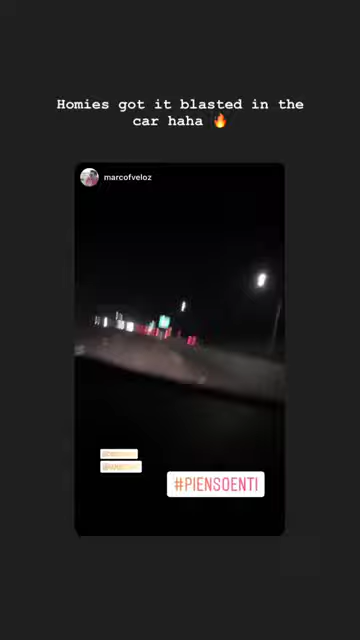 Homies got it blasted in the
car haha 🔥
marcofveloz
#PIENSOENTI